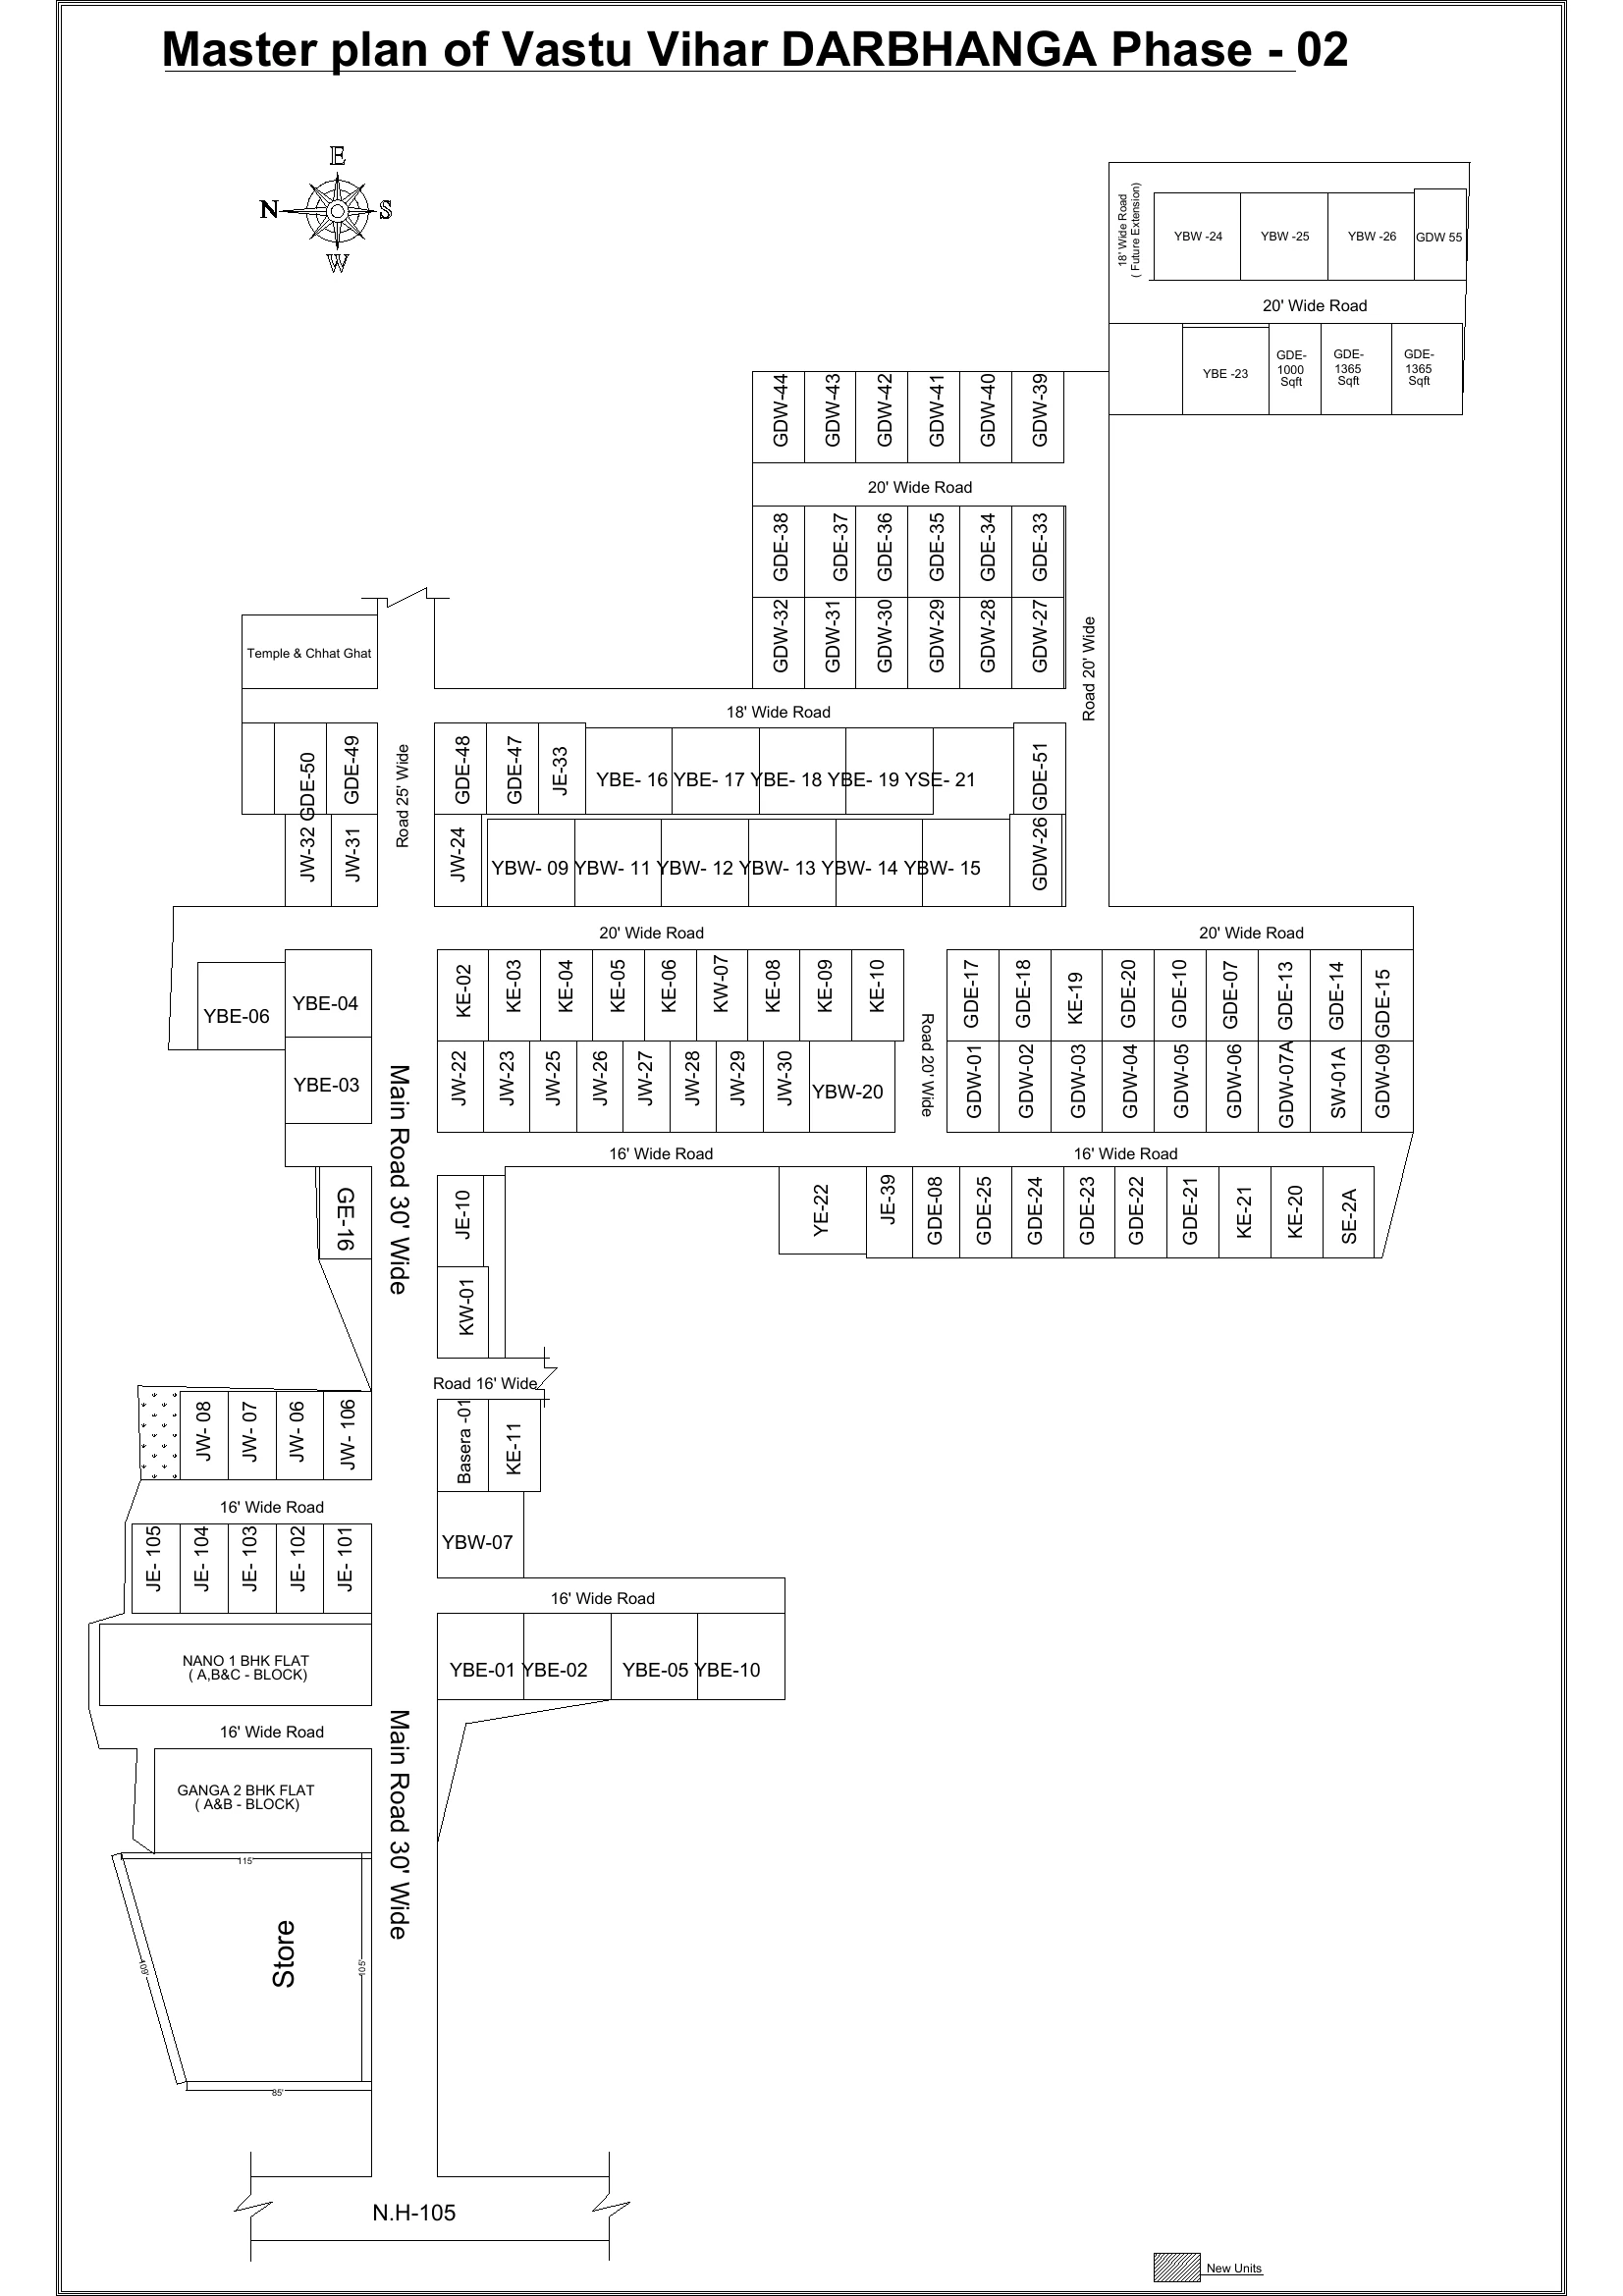 Master plan of Vastu Vihar DARBHANGA Phase - 02
E
N
S
W
18' Wide Road
( Future Extension)
YBW -24
YBW -25
YBW -26
GDW 55
20' Wide Road
YBE -23
GDE-
1000
Sqft
GDE-
1365
Sqft
GDE-
1365
Sqft
GDW-44
GDW-43
GDW-42
GDW-41
GDW-40
GDW-39
20' Wide Road
GDE-38
GDE-37
GDE-36
GDE-35
GDE-34
GDE-33
GDW-32
GDW-31
GDW-30
GDW-29
GDW-28
GDW-27
Road 20' Wide
Temple & Chhat Ghat
18' Wide Road
GDE-50
GDE-49
Road 25' Wide
GDE-48
GDE-47
JE-33
YBE- 16
YBE- 17
YBE- 18
YBE- 19
YSE- 21
GDE-51
JW-32
JW-31
JW-24
YBW- 09
YBW- 11
YBW- 12
YBW- 13
YBW- 14
YBW- 15
GDW-26
20' Wide Road
20' Wide Road
YBE-06
YBE-04
YBE-03
KE-02
KE-03
KE-04
KE-05
KE-06
KW-07
KE-08
KE-09
KE-10
Road 20' Wide
GDE-17
GDE-18
KE-19
GDE-20
GDE-10
GDE-07
GDE-13
GDE-14
GDE-15
JW-22
JW-23
JW-25
JW-26
JW-27
JW-28
JW-29
JW-30
YBW-20
GDW-01
GDW-02
GDW-03
GDW-04
GDW-05
GDW-06
GDW-07A
SW-01A
GDW-09
Main Road 30' Wide
16' Wide Road
16' Wide Road
GE-16
JE-10
YE-22
JE-39
GDE-08
GDE-25
GDE-24
GDE-23
GDE-22
GDE-21
KE-21
KE-20
SE-2A
KW-01
Road 16' Wide
JW- 08
JW- 07
JW- 06
JW- 106
Basera -01
KE-11
16' Wide Road
JE- 105
JE- 104
JE- 103
JE- 102
JE- 101
YBW-07
16' Wide Road
NANO 1 BHK FLAT
( A,B&C - BLOCK)
YBE-01
YBE-02
YBE-05
YBE-10
16' Wide Road
Main Road 30' Wide
GANGA 2 BHK FLAT
( A&B - BLOCK)
115'
109'
Store
105'
85'
N.H-105
New Units